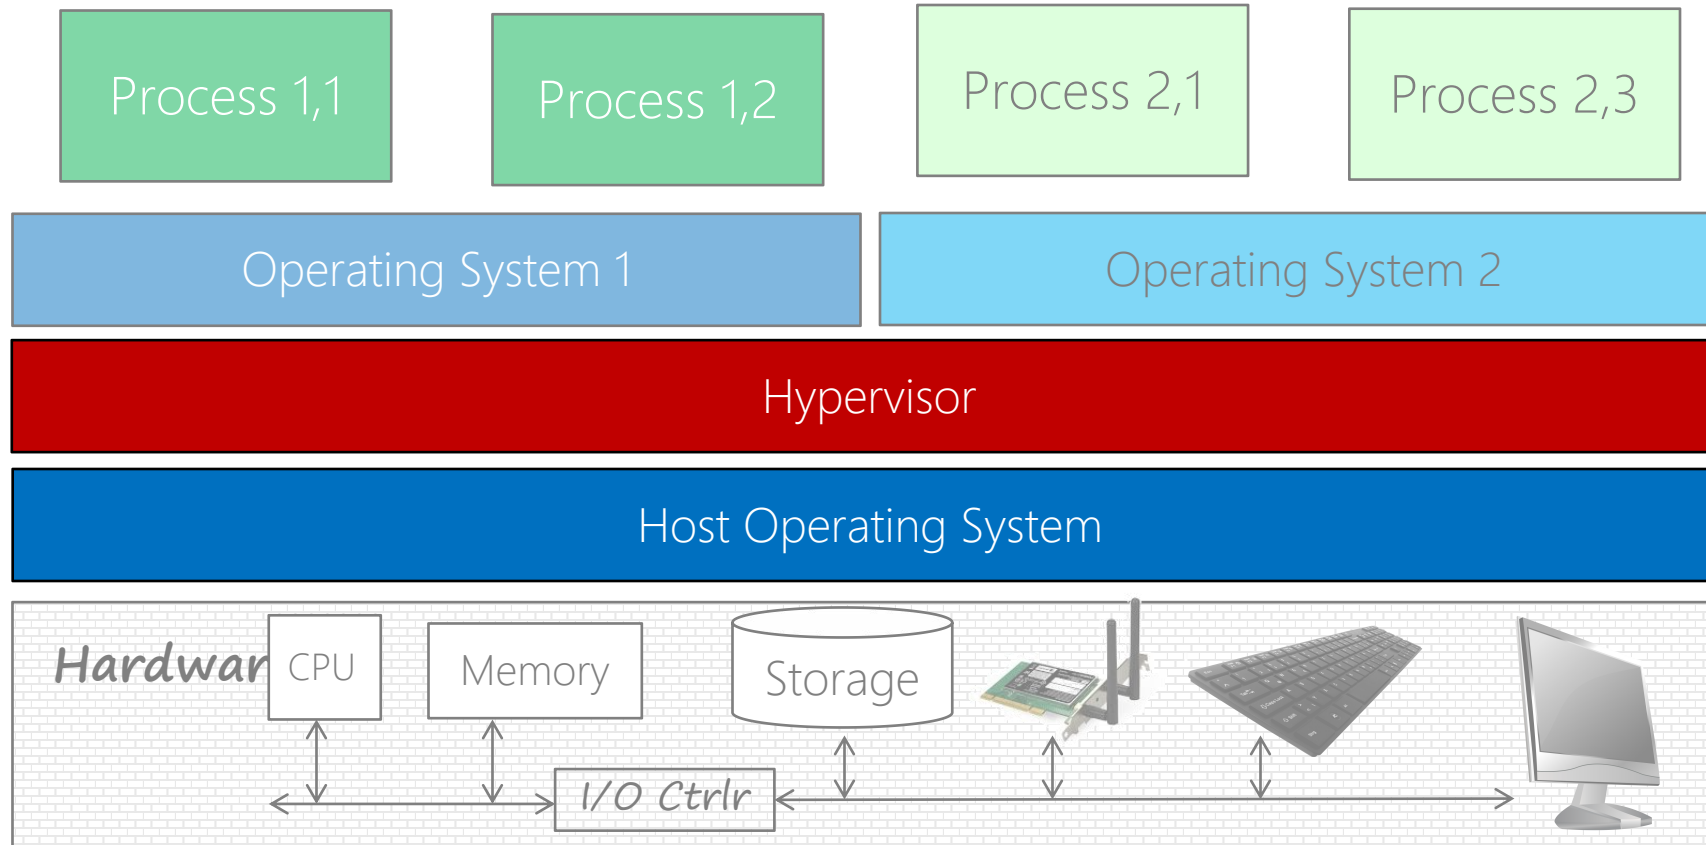 Process 1,1
Process 1,2
Process 2,1
Process 2,3
Operating System 1
Operating System 2
Hypervisor
Host Operating System
Hardwar
CPU
Memory
Storage
I/O Ctrlr